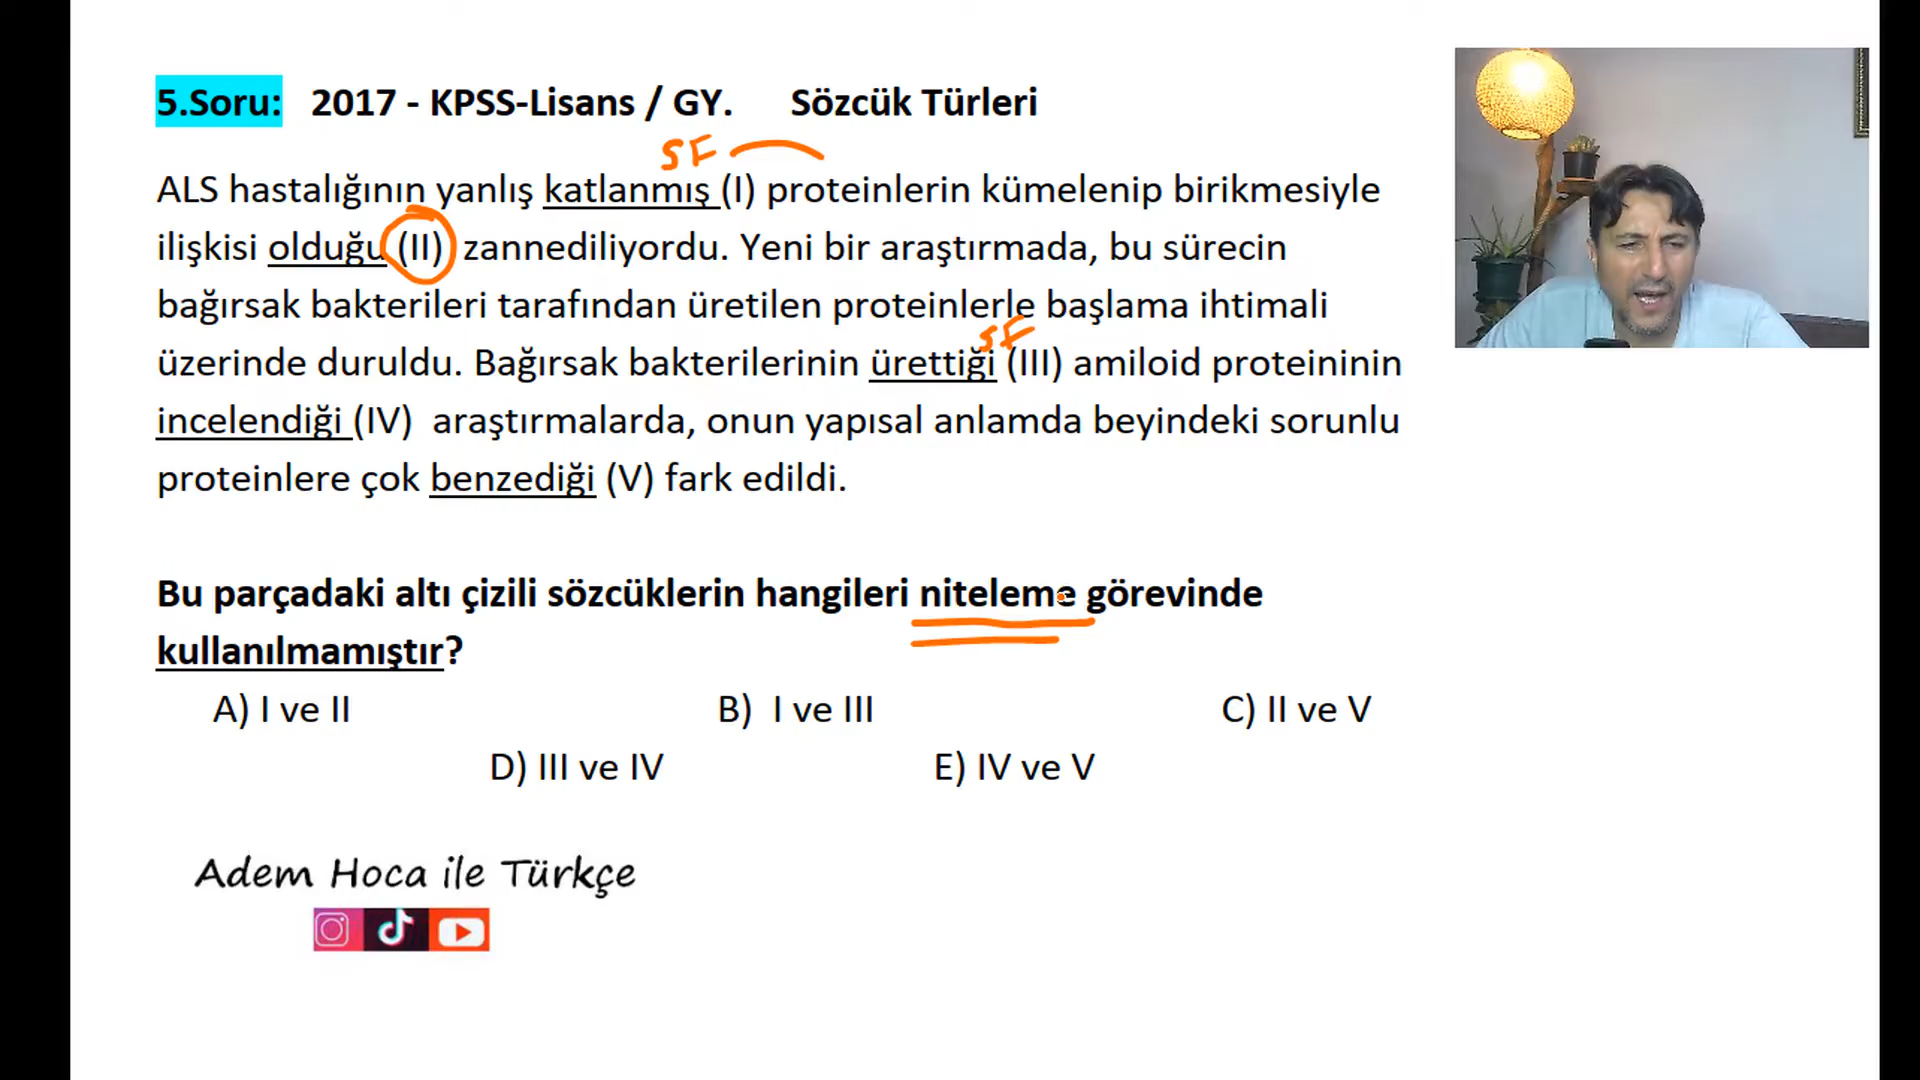 5.Soru: 2017 - KPSS-Lisans / GY. Sözcük Türleri
SF
ALS hastalığının yanlış katlanmış (I) proteinlerin kümelenip birikmesiyle
ilişkisi olduğu (II) zannediliyordu. Yeni bir araştırmada, bu sürecin
bağırsak bakterileri tarafından üretilen proteinlerle başlama ihtimali
SF
üzerinde duruldu. Bağırsak bakterilerinin ürettiği (III) amiloid proteininin
incelendiği (IV) araştırmalarda, onun yapısal anlamda beyindeki sorunlu
proteinlere çok benzediği (V) fark edildi.
Bu parçadaki altı çizili sözcüklerin hangileri niteleme görevinde
kullanılmamıştır?
A) I ve II B) I ve III C) II ve V
D) III ve IV E) IV ve V
Adem Hoca ile Türkçe